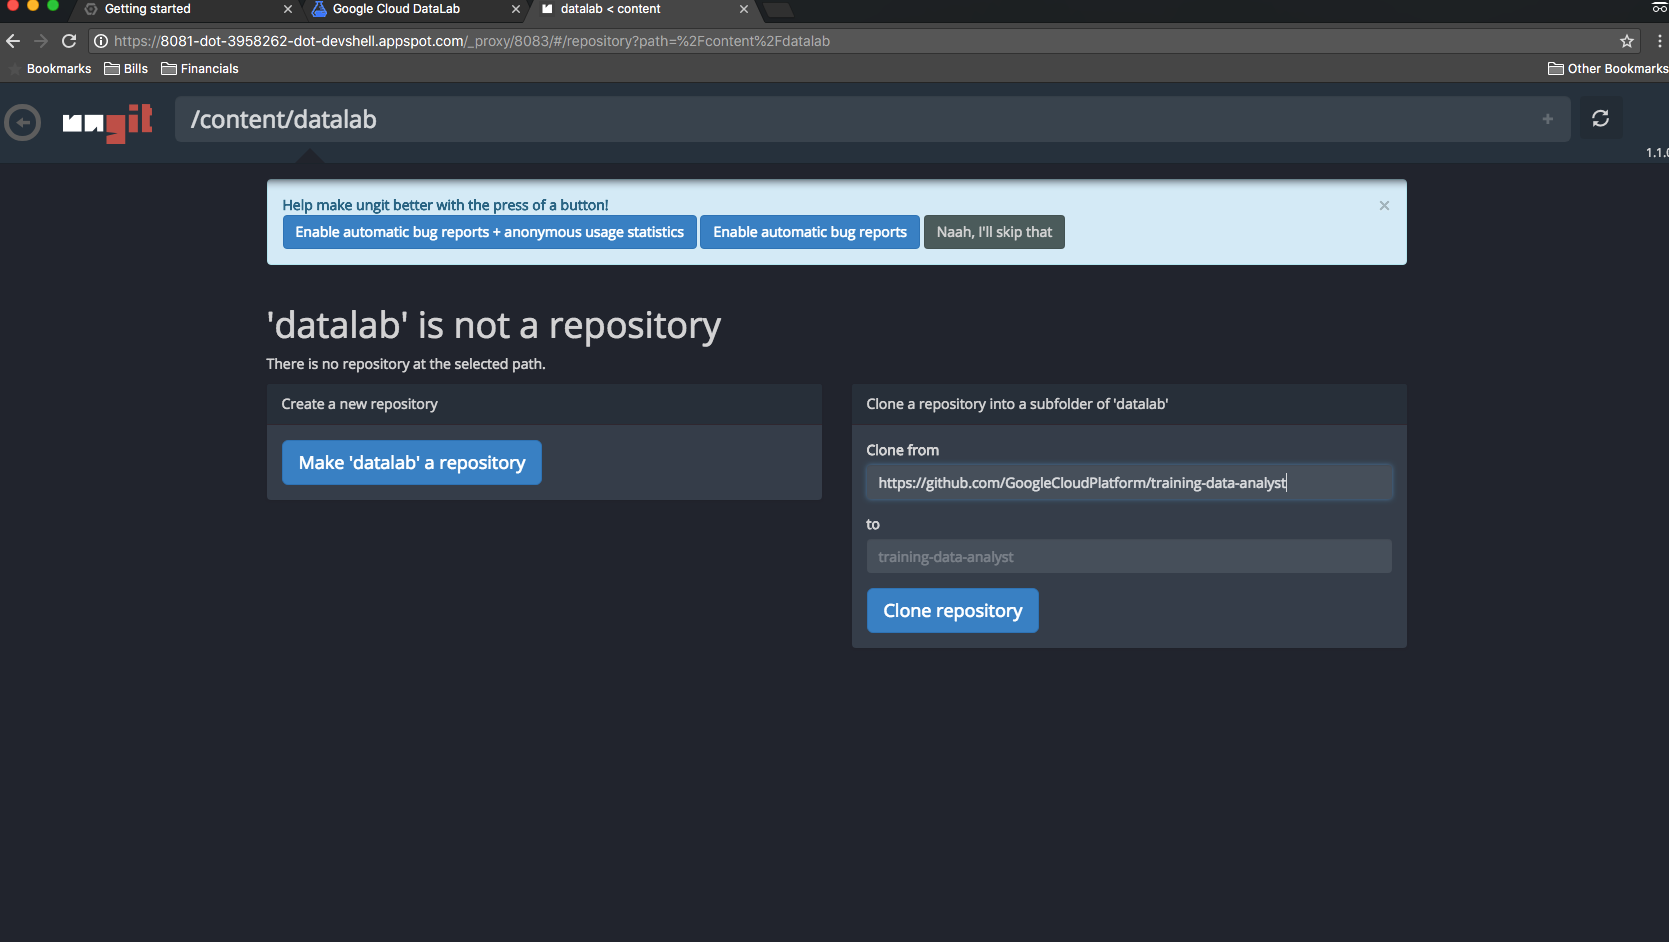 Getting started
Google Cloud DataLab
datalab < content
https://8081-dot-3958262-dot-devshell.appspot.com/_proxy/8083/#/repository?path=%2Fcontent%2Fdatalab
Bookmarks
Bills
Financials
Other Bookmarks
ungit
/content/datalab
+
1.1.0
Help make ungit better with the press of a button!
Enable automatic bug reports + anonymous usage statistics
Enable automatic bug reports
Naah, I'll skip that
'datalab' is not a repository
There is no repository at the selected path.
Create a new repository
Make 'datalab' a repository
Clone a repository into a subfolder of 'datalab'
Clone from
https://github.com/GoogleCloudPlatform/training-data-analyst
to
training-data-analyst
Clone repository